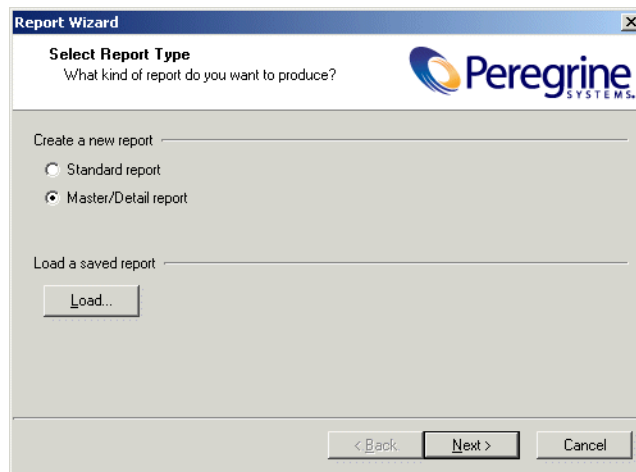 Report Wizard
Select Report Type
What kind of report do you want to produce?
Peregrine
SYSTEMS.
Create a new report
Standard report
Master/Detail report
Load a saved report
Load...
< Back
Next >
Cancel